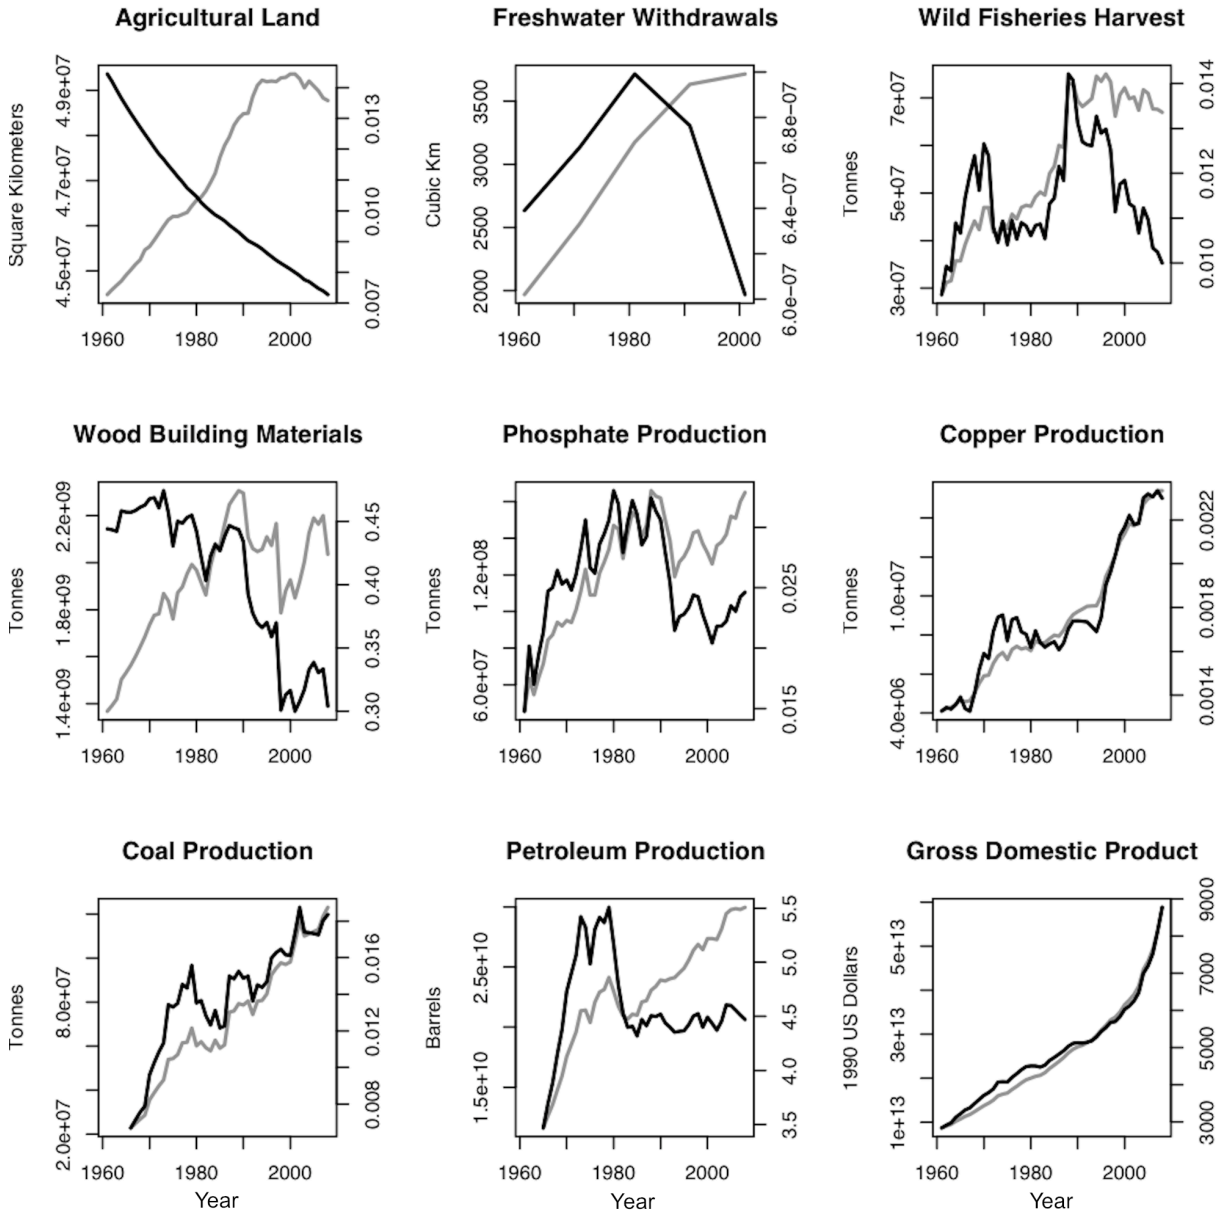 Agricultural Land
Square Kilometers
4.5e+07 4.7e+07 4.9e+07
0.007 0.010 0.013
1960 1980 2000
Freshwater Withdrawals
Cubic Km
2000 2500 3000 3500
6.0e−07 6.4e−07 6.8e−07
1960 1980 2000
Wild Fisheries Harvest
Tonnes
3e+07 5e+07 7e+07
0.010 0.012 0.014
1960 1980 2000
Wood Building Materials
Tonnes
1.4e+09 1.8e+09 2.2e+09
0.30 0.35 0.40 0.45
1960 1980 2000
Phosphate Production
Tonnes
6.0e+07 1.2e+08
0.015 0.025
1960 1980 2000
Copper Production
Tonnes
4.0e+06 1.0e+07
0.0014 0.0018 0.0022
1960 1980 2000
Coal Production
Tonnes
2.0e+07 8.0e+07
0.008 0.012 0.016
1960 1980 2000
Year
Petroleum Production
Barrels
1.5e+10 2.5e+10
3.5 4.0 4.5 5.0 5.5
1960 1980 2000
Year
Gross Domestic Product
1990 US Dollars
1e+13 3e+13 5e+13
3000 5000 7000 9000
1960 1980 2000
Year